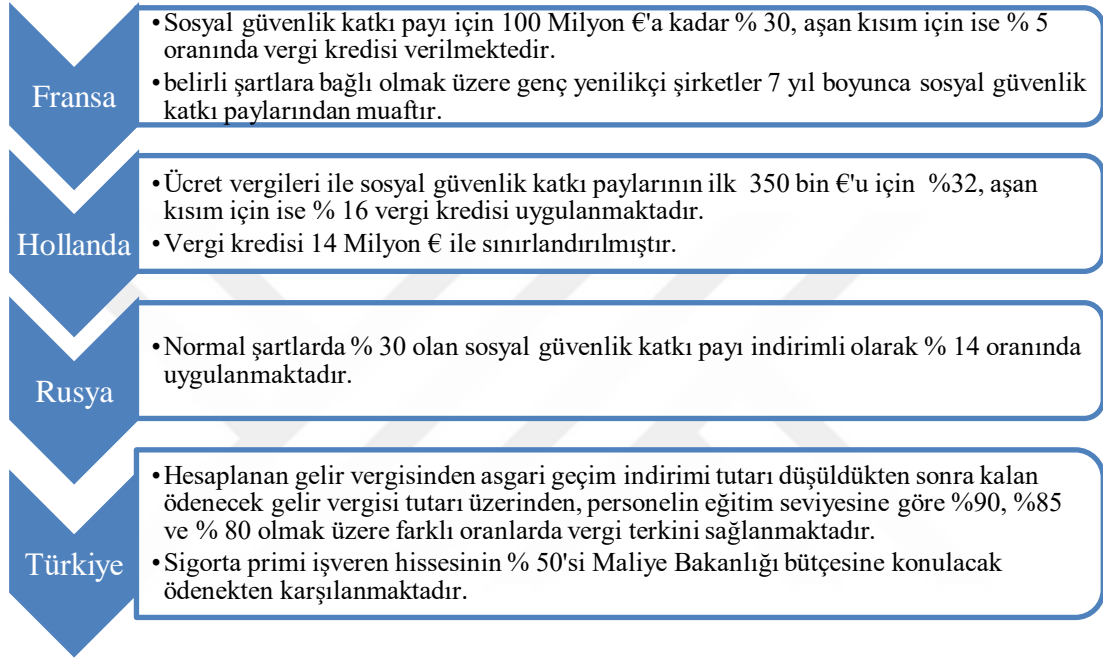 Fransa
•Sosyal güvenlik katkı payı için 100 Milyon €'a kadar % 30, aşan kısım için ise % 5
oranında vergi kredisi verilmektedir.
•belirli şartlara bağlı olmak üzere genç yenilikçi şirketler 7 yıl boyunca sosyal güvenlik
katkı paylarından muaftır.
Hollanda
•Ücret vergileri ile sosyal güvenlik katkı paylarının ilk 350 bin €'u için %32, aşan
kısım için ise % 16 vergi kredisi uygulanmaktadır.
•Vergi kredisi 14 Milyon € ile sınırlandırılmıştır.
Rusya
•Normal şartlarda % 30 olan sosyal güvenlik katkı payı indirimli olarak % 14 oranında
uygulanmaktadır.
Türkiye
•Hesaplanan gelir vergisinden asgari geçim indirimi tutarı düşüldükten sonra kalan
ödenecek gelir vergisi tutarı üzerinden, personelin eğitim seviyesine göre %90, %85
ve % 80 olmak üzere farklı oranlarda vergi terkini sağlanmaktadır.
•Sigorta primi işveren hissesinin % 50'si Maliye Bakanlığı bütçesine konulacak
ödenekten karşılanmaktadır.